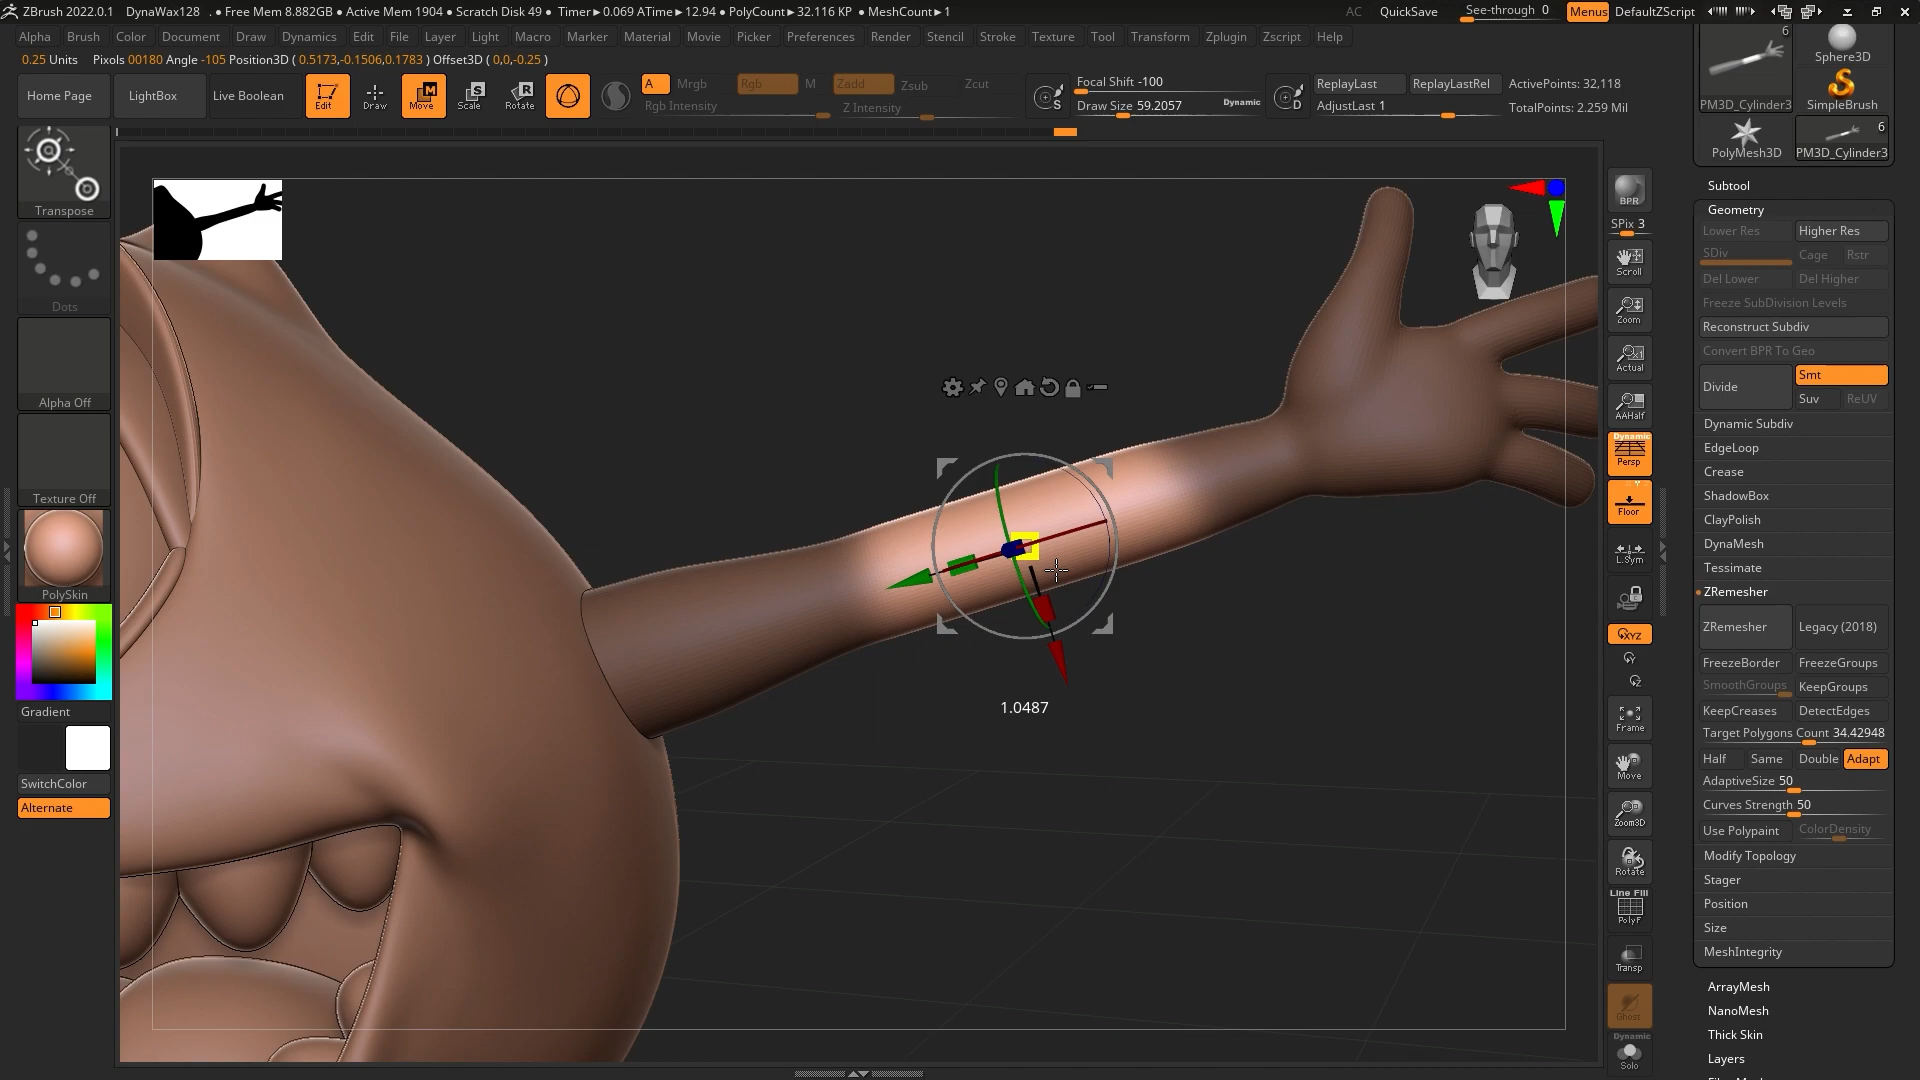 ZBrush 2022.0.1 DynaWax128 . ● Free Mem 8.882GB ● Active Mem 1904 ● Scratch Disk 49 ● Timer►0.069 ATime►12.94 ● PolyCount►32.116 KP ● MeshCount►1
AC QuickSave See-through 0 Menus DefaultZScript
Alpha Brush Color Document Draw Dynamics Edit File Layer Light Macro Marker Material Movie Picker Preferences Render Stencil Stroke Texture Tool Transform Zplugin Zscript Help
0.25 Units Pixols 00180 Angle -105 Position3D ( 0.5173,-0.1506,0.1783 ) Offset3D ( 0,0,-0.25 )
Home Page LightBox Live Boolean Edit Draw Move Scale Rotate
A Mrgb Rgb M Zadd Zsub Zcut
Rgb Intensity Z Intensity
S Focal Shift -100
Draw Size 59.2057 Dynamic
D ReplayLast ReplayLastRel ActivePoints: 32,118
AdjustLast 1 TotalPoints: 2.259 Mil
Transpose
Dots
Alpha Off
Texture Off
PolySkin
Gradient
SwitchColor
Alternate
1.0487
BPR
SPix 3
Scroll
Zoom
Actual
AAHalf
Dynamic
Persp
Floor
L.Sym
XYZ
Y
Z
Frame
Move
Zoom3D
Rotate
Line Fill
PolyF
Transp
Ghost
Dynamic
Solo
6
PM3D_Cylinder3
Sphere3D
SimpleBrush
PolyMesh3D
6
PM3D_Cylinder3
Subtool
Geometry
Lower Res Higher Res
SDiv Cage Rstr
Del Lower Del Higher
Freeze SubDivision Levels
Reconstruct Subdiv
Convert BPR To Geo
Divide Smt
Suv ReUV
Dynamic Subdiv
EdgeLoop
Crease
ShadowBox
ClayPolish
DynaMesh
Tessimate
ZRemesher
ZRemesher Legacy (2018)
FreezeBorder FreezeGroups
SmoothGroups KeepGroups
KeepCreases DetectEdges
Target Polygons Count 34.42948
Half Same Double Adapt
AdaptiveSize 50
Curves Strength 50
Use Polypaint ColorDensity
Modify Topology
Stager
Position
Size
MeshIntegrity
ArrayMesh
NanoMesh
Thick Skin
Layers